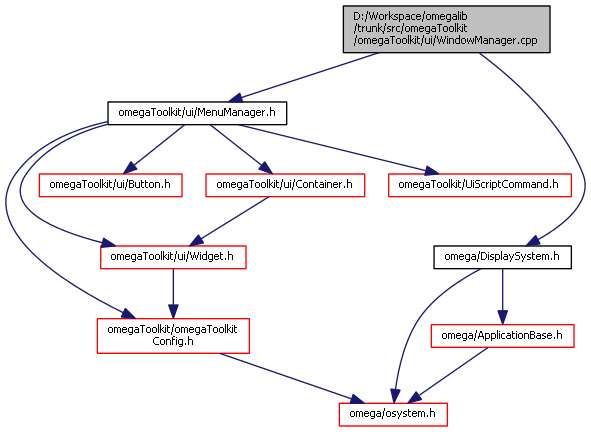 D:/Workspace/omegalib
/trunk/src/omegaToolkit
/omegaToolkit/ui/WindowManager.cpp
omegaToolkit/ui/MenuManager.h
omegaToolkit/ui/Button.h
omegaToolkit/ui/Container.h
omegaToolkit/UiScriptCommand.h
omegaToolkit/ui/Widget.h
omega/DisplaySystem.h
omegaToolkit/omegaToolkit
Config.h
omega/ApplicationBase.h
omega/osystem.h